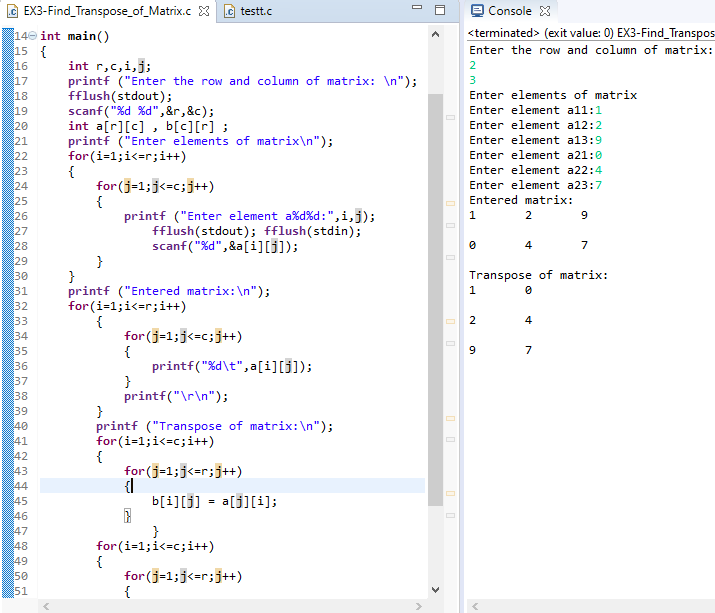 EX3-Find_Transpose_of_Matrix.c
testt.c
14 int main()
15 {
16     int r,c,i,j;
17     printf ("Enter the row and column of matrix: \n");
18     fflush(stdout);
19     scanf("%d %d",&r,&c);
20     int a[r][c] , b[c][r] ;
21     printf ("Enter elements of matrix\n");
22     for(i=1;i<=r;i++)
23     {
24         for(j=1;j<=c;j++)
25         {
26             printf ("Enter element a%d%d:",i,j);
27                 fflush(stdout); fflush(stdin);
28                 scanf("%d",&a[i][j]);
29         }
30     }
31     printf ("Entered matrix:\n");
32     for(i=1;i<=r;i++)
33         {
34             for(j=1;j<=c;j++)
35             {
36                 printf("%d\t",a[i][j]);
37             }
38             printf("\r\n");
39         }
40         printf ("Transpose of matrix:\n");
41         for(i=1;i<=c;i++)
42         {
43             for(j=1;j<=r;j++)
44             {
45                 b[i][j] = a[j][i];
46             }
47                 }
48         for(i=1;i<=c;i++)
49         {
50             for(j=1;j<=r;j++)
51             {
Console
<terminated> (exit value: 0) EX3-Find_Transpos
Enter the row and column of matrix:
2
3
Enter elements of matrix
Enter element a11:1
Enter element a12:2
Enter element a13:9
Enter element a21:0
Enter element a22:4
Enter element a23:7
Entered matrix:
1	2	9
0	4	7
Transpose of matrix:
1	0
2	4
9	7